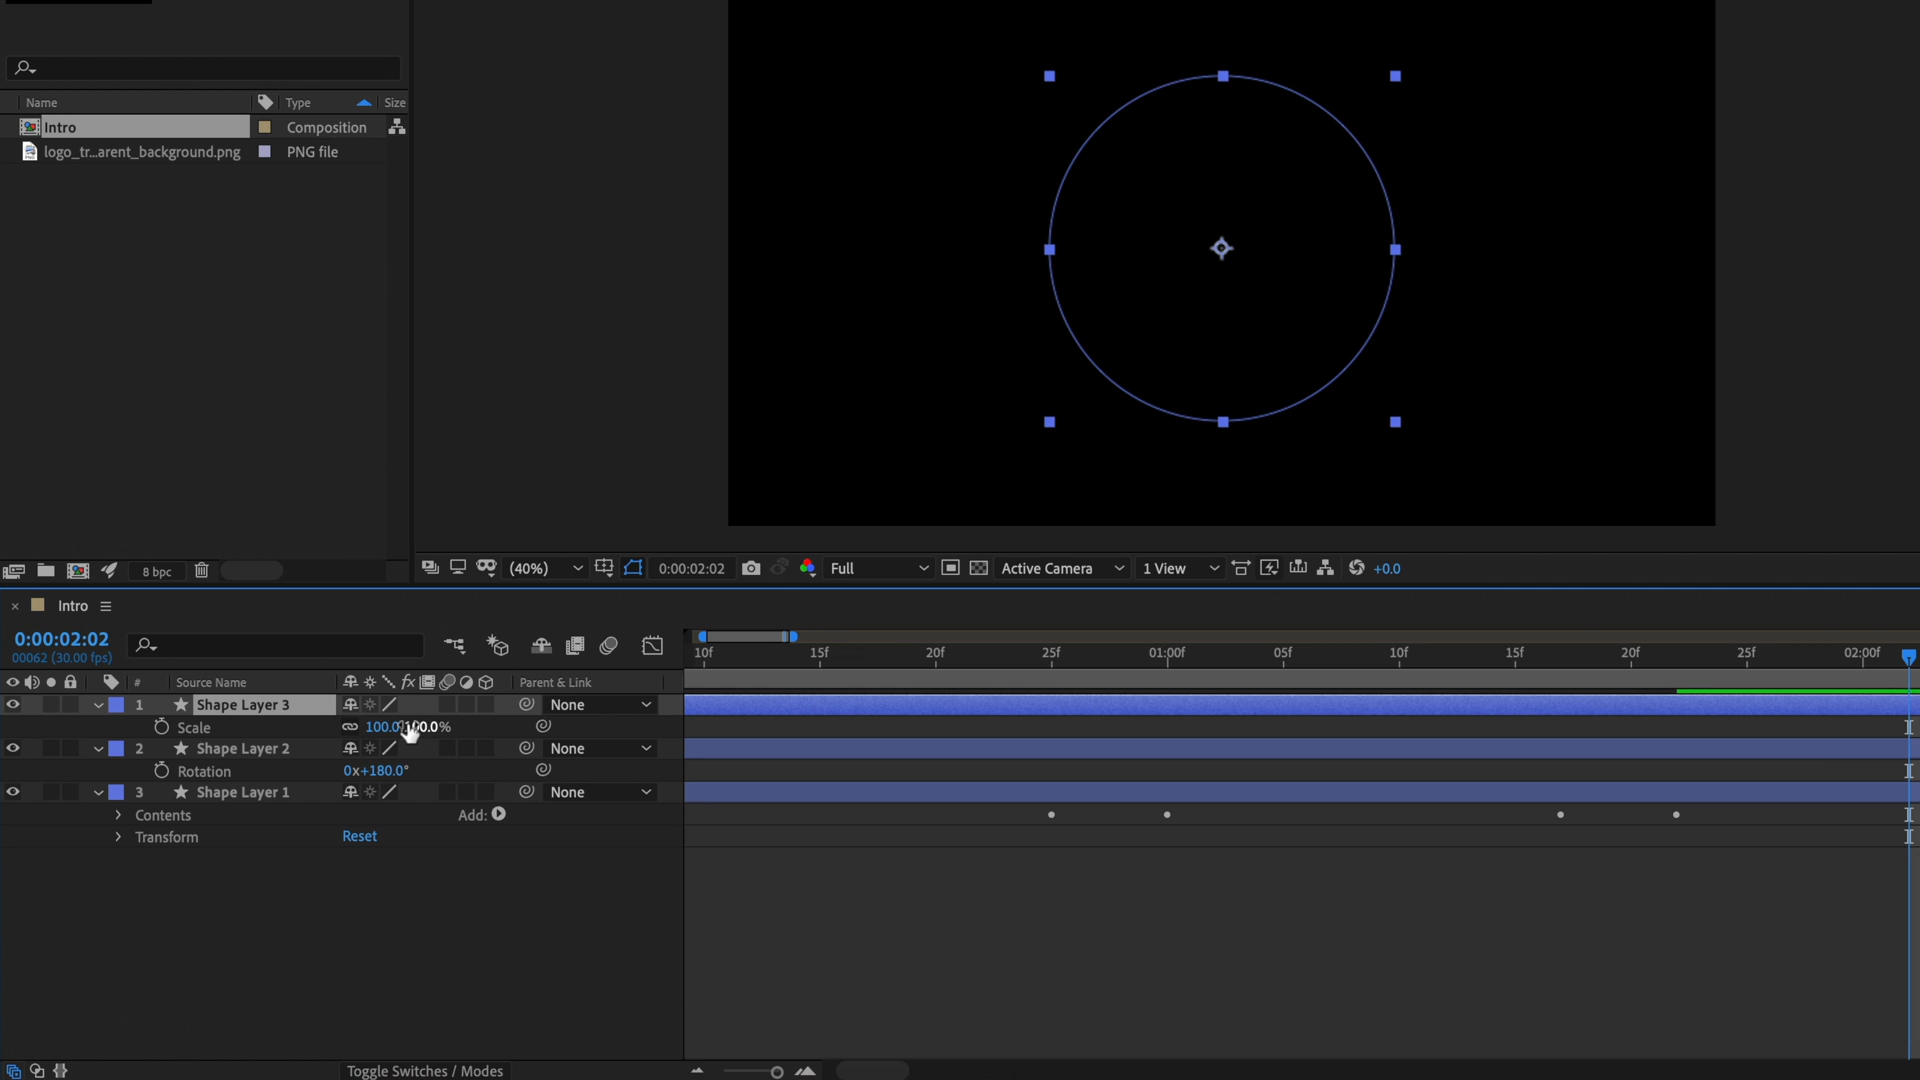 Name Type Size
Intro Composition
logo_tr...arent_background.png PNG file
8 bpc
(40%) 0:00:02:02 Full Active Camera 1 View +0.0
Intro
0:00:02:02
00062 (30.00 fps)
10f 15f 20f 25f 01:00f 05f 10f 15f 20f 25f 02:00f
# Source Name fx Parent & Link
1 Shape Layer 3 None
Scale 100.0
2 Shape Layer 2 None
Rotation 0x+180.0°
3 Shape Layer 1 None
Contents Add:
Transform Reset
Toggle Switches / Modes